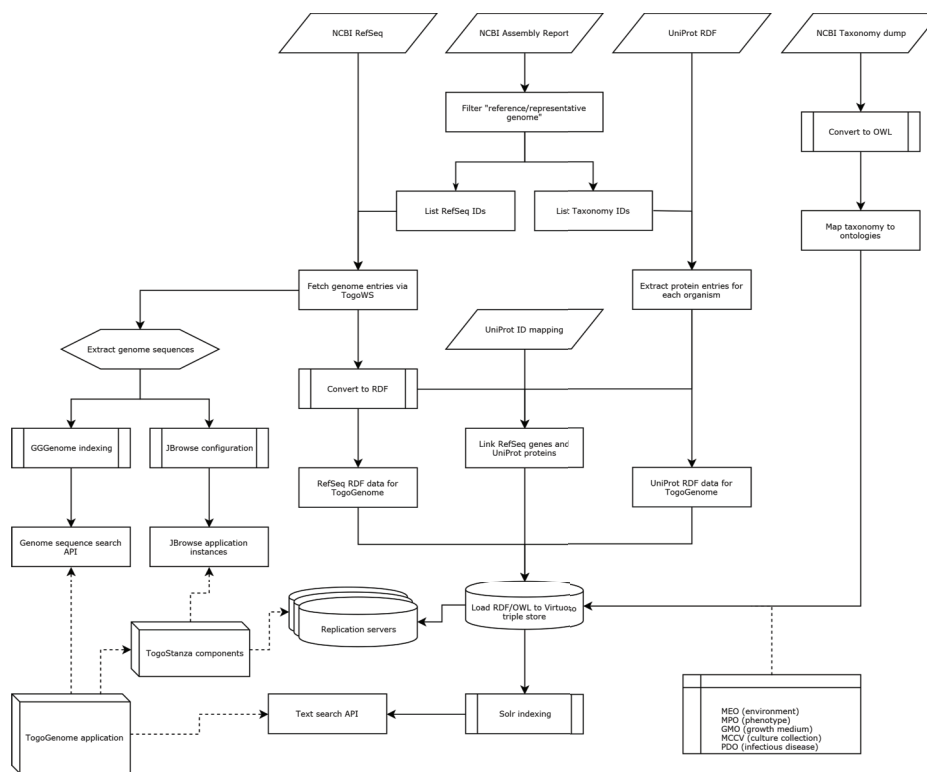 NCBI RefSeq
NCBI Assembly Report
UniProt RDF
NCBI Taxonomy dump
Filter "reference/representative
genome"
Convert to OWL
List RefSeq IDs
List Taxonomy IDs
Map taxonomy to
ontologies
Fetch genome entries via
TogoWS
Extract protein entries for
each organism
UniProt ID mapping
Extract genome sequences
Convert to RDF
GGGenome indexing
JBrowse configuration
Link RefSeq genes and
UniProt proteins
RefSeq RDF data for
TogoGenome
UniProt RDF data for
TogoGenome
Genome sequence search
API
JBrowse application
instances
Load RDF/OWL to Virtuoso
triple store
Replication servers
TogoStanza components
TogoGenome application
Text search API
Solr indexing
MEO (environment)
MPO (phenotype)
GMO (growth medium)
MCCV (culture collection)
PDO (infectious disease)